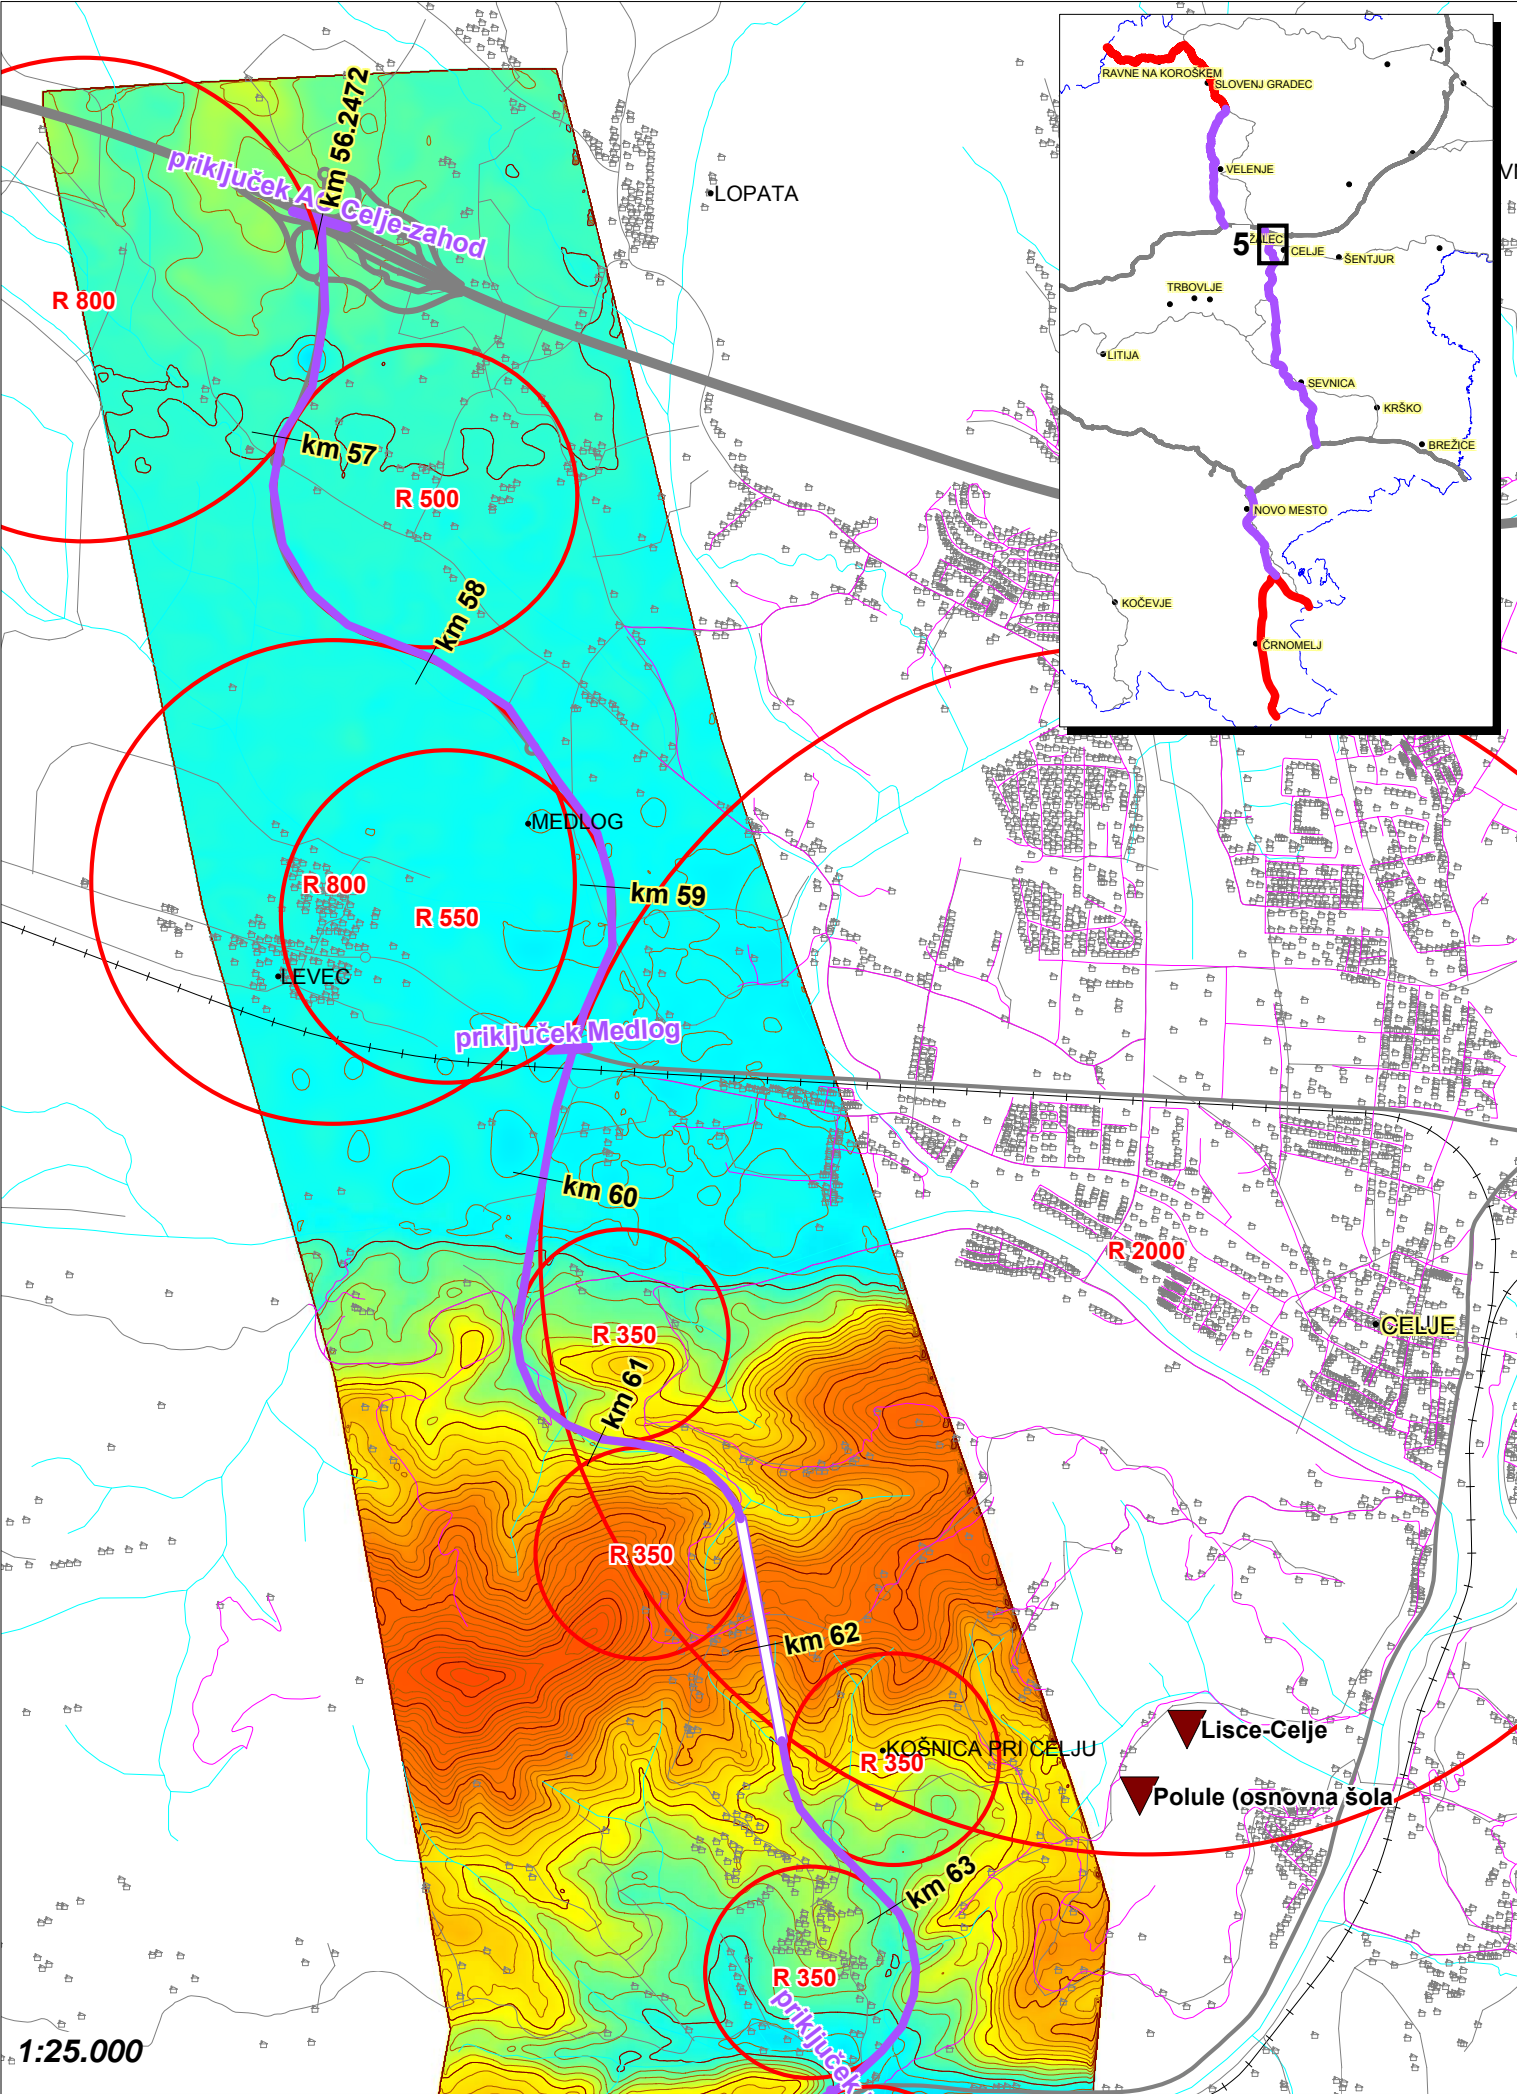 RAVNE NA KOROŠKEM
SLOVENJ GRADEC
VELENJE
5
ŽALEC
CELJE
ŠENTJUR
TRBOVLJE
LITIJA
SEVNICA
KRŠKO
BREŽICE
NOVO MESTO
KOČEVJE
ČRNOMELJ
km 56.2472
priključek AC Celje-zahod
LOPATA
R 800
km 57
R 500
km 58
MEDLOG
R 800
km 59
R 550
LEVEC
priključek Medlog
km 60
R 2000
CELJE
R 350
km 61
R 350
km 62
Lisce-Celje
KOŠNICA PRI CELJU
R 350
Polule (osnovna šola
km 63
R 350
priključek
1:25.000